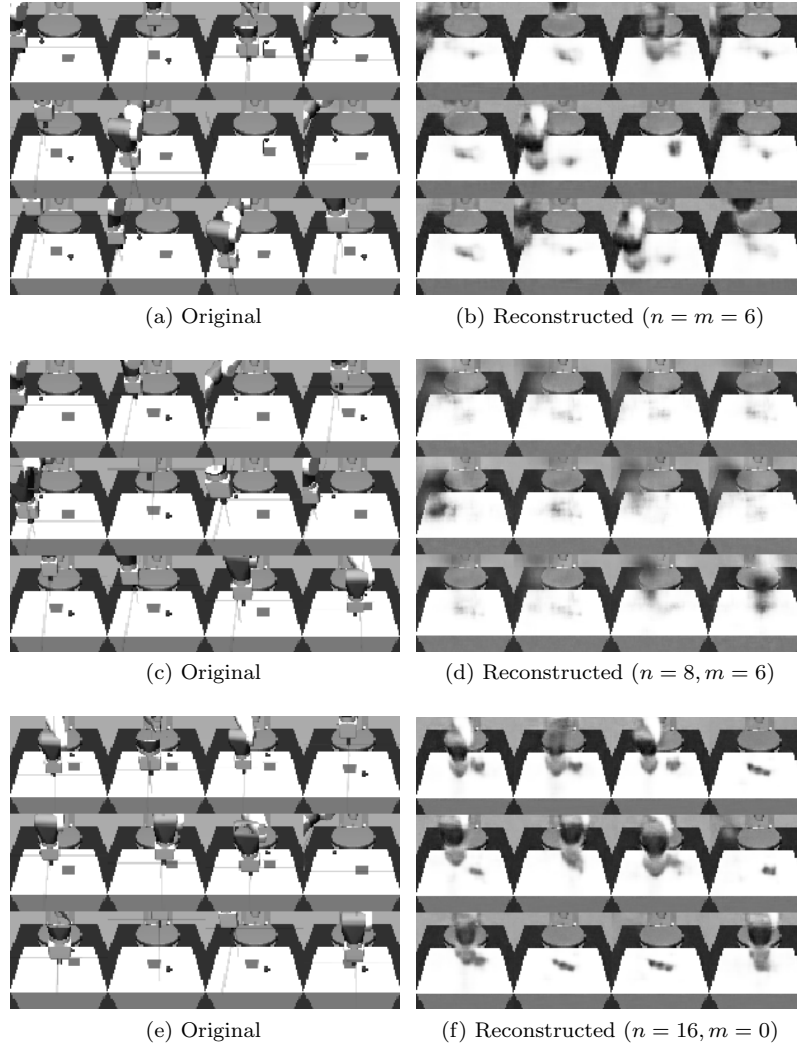 (a) Original
(b) Reconstructed (n = m = 6)
(c) Original
(d) Reconstructed (n = 8, m = 6)
(e) Original
(f) Reconstructed (n = 16, m = 0)